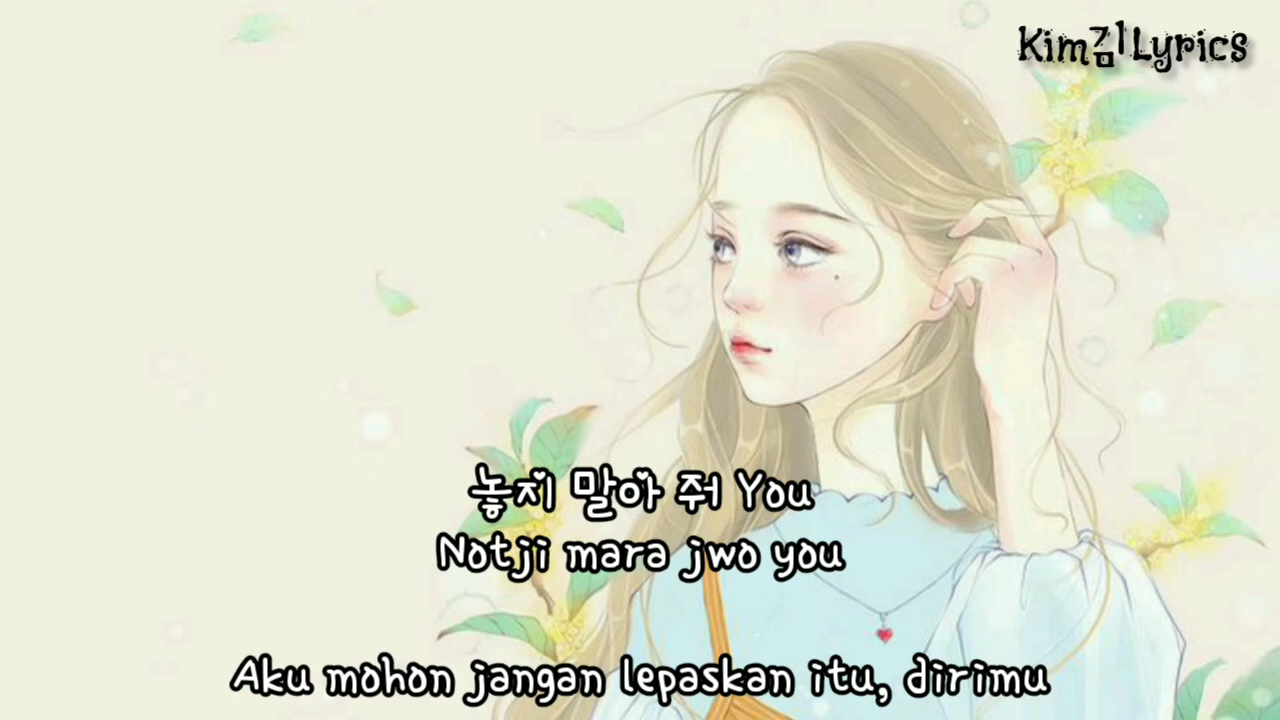 Kim김Lyrics
놓지 말아 줘 You
Notji mara jwo you
Aku mohon jangan lepaskan itu, dirimu